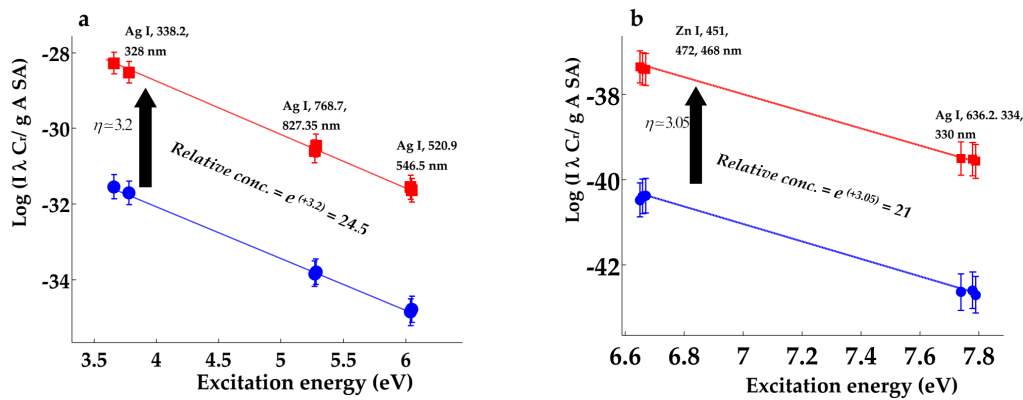 a
Ag I, 338.2,
328 nm
Ag I, 768.7,
827.35 nm
Ag I, 520.9
546.5 nm
η≃3.2
Relative conc. = e (+3.2) = 24.5
Log (I λ Cr/ g A SA)
-28
-30
-32
-34
3.5 4 4.5 5 5.5 6
Excitation energy (eV)
b
Zn I, 451,
472, 468 nm
Ag I, 636.2. 334,
330 nm
η≃3.05
Relative conc. = e (+3.05) = 21
Log (I λ Cr/ g A SA)
-38
-40
-42
6.6 6.8 7 7.2 7.4 7.6 7.8
Excitation energy (eV)